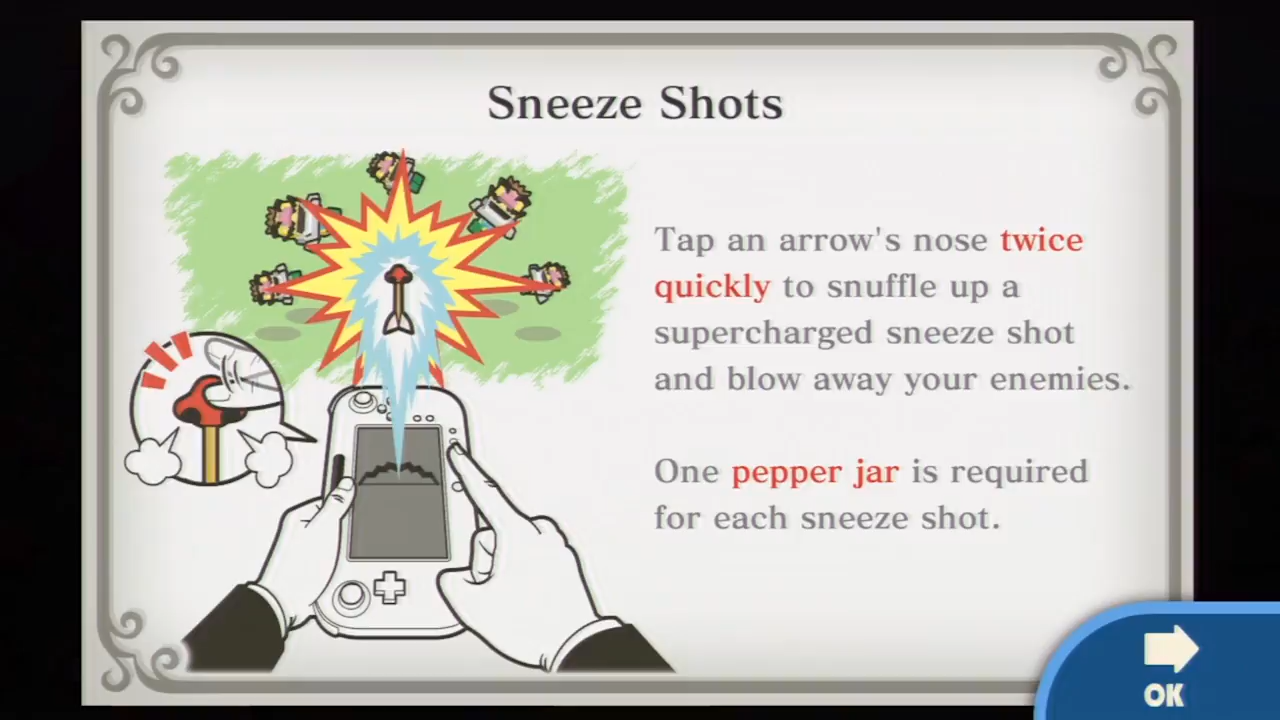 Sneeze Shots
Tap an arrow's nose twice
quickly to snuffle up a
supercharged sneeze shot
and blow away your enemies.
One pepper jar is required
for each sneeze shot.
OK